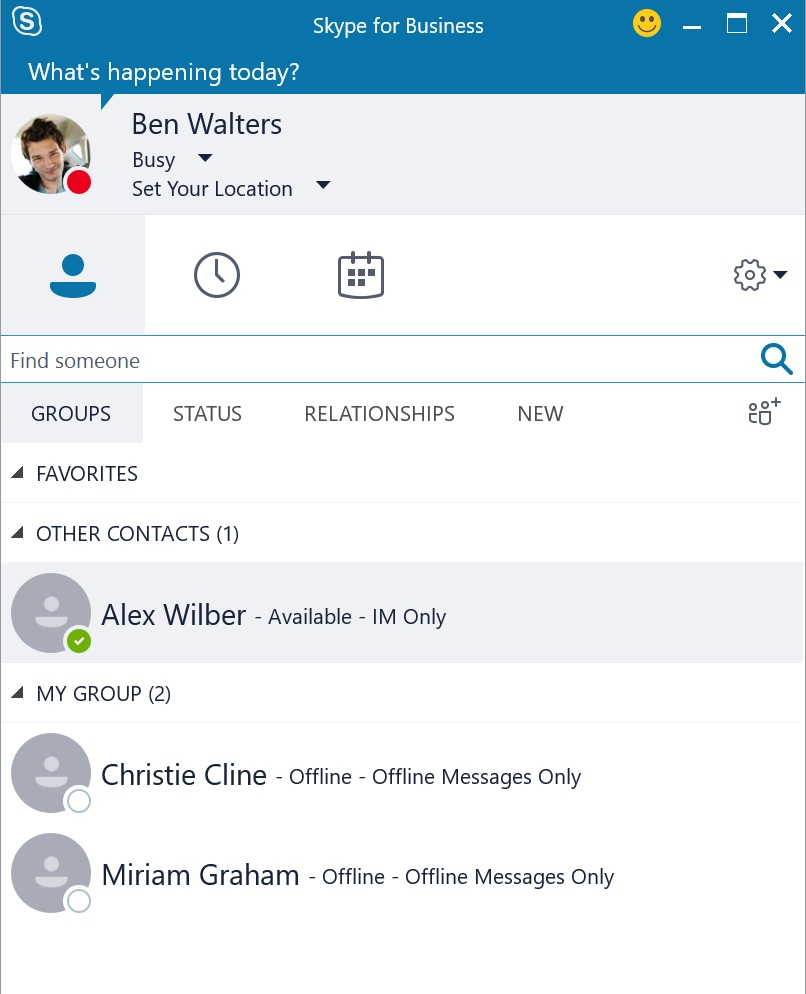 Skype for Business
What's happening today?
Ben Walters
Busy
Set Your Location
Find someone
GROUPS STATUS RELATIONSHIPS NEW
FAVORITES
OTHER CONTACTS (1)
Alex Wilber - Available - IM Only
MY GROUP (2)
Christie Cline - Offline - Offline Messages Only
Miriam Graham - Offline - Offline Messages Only